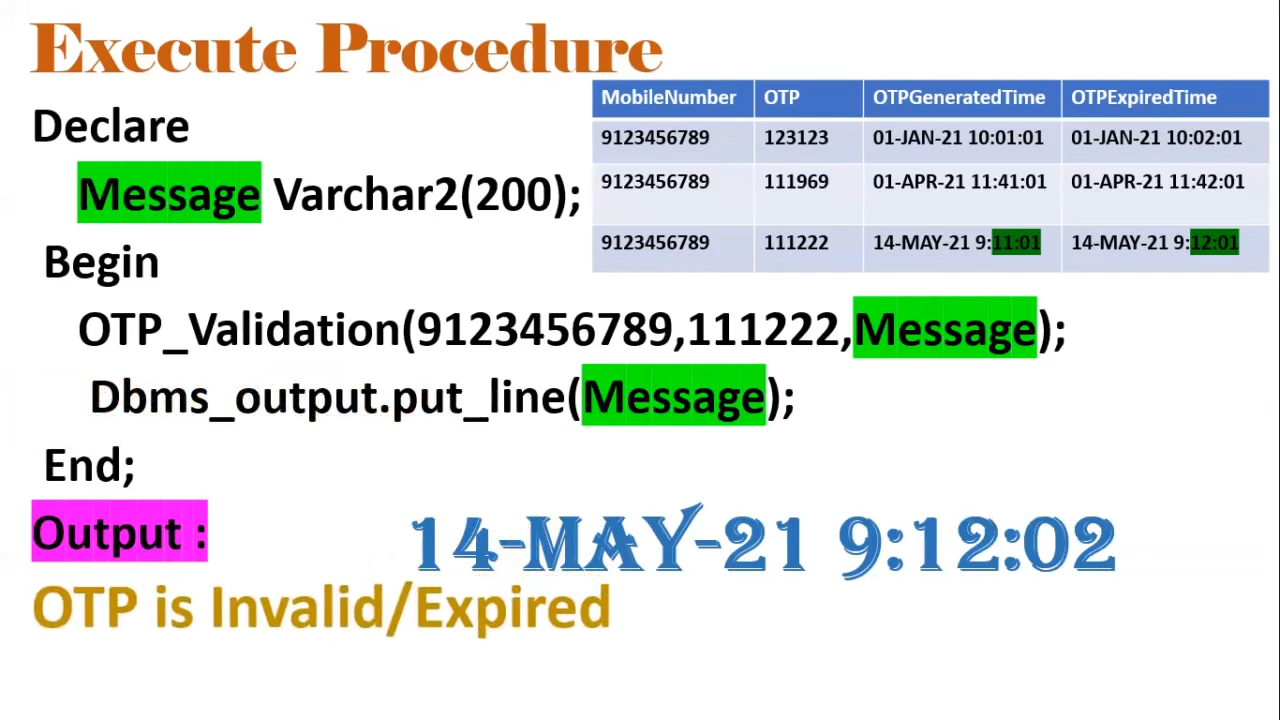 Execute Procedure
MobileNumber OTP OTPGeneratedTime OTPExpiredTime
9123456789 123123 01-JAN-21 10:01:01 01-JAN-21 10:02:01
9123456789 111969 01-APR-21 11:41:01 01-APR-21 11:42:01
9123456789 111222 14-MAY-21 9:11:01 14-MAY-21 9:12:01
Declare
Message Varchar2(200);
Begin
OTP_Validation(9123456789,111222,Message);
Dbms_output.put_line(Message);
End;
Output :
14-MAY-21 9:12:02
OTP is Invalid/Expired